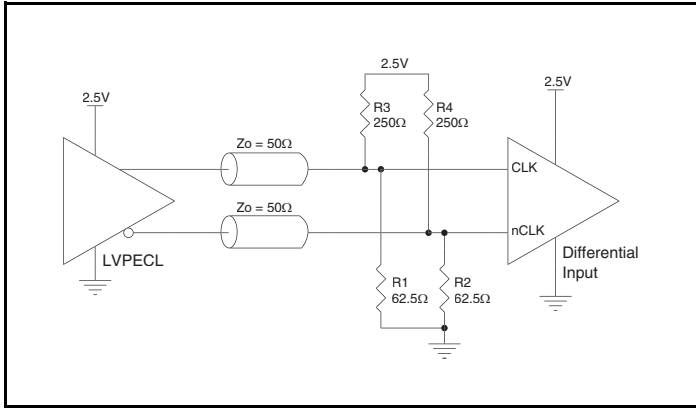 2.5V
2.5V
2.5V
R3
250Ω
R4
250Ω
Zo = 50Ω
CLK
Zo = 50Ω
nCLK
LVPECL
Differential
Input
R1
62.5Ω
R2
62.5Ω